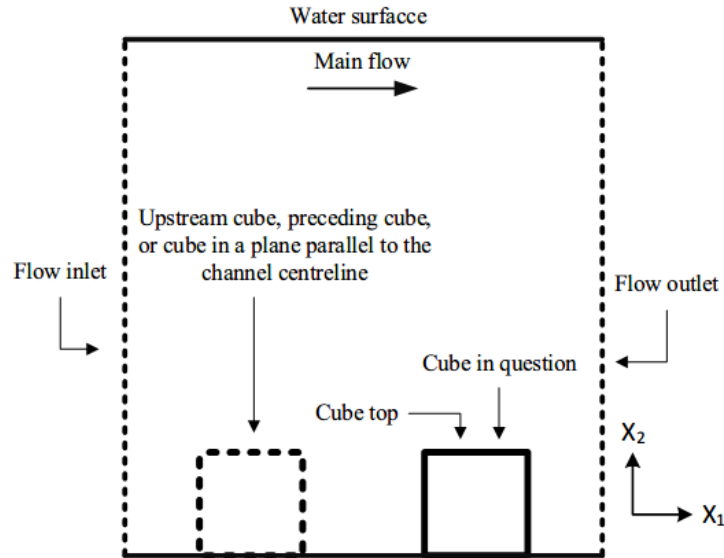 Water surfacce
Main flow
Upstream cube, preceding cube,
or cube in a plane parallel to the
channel centreline
Flow inlet
Flow outlet
Cube in question
Cube top
X₂
X₁